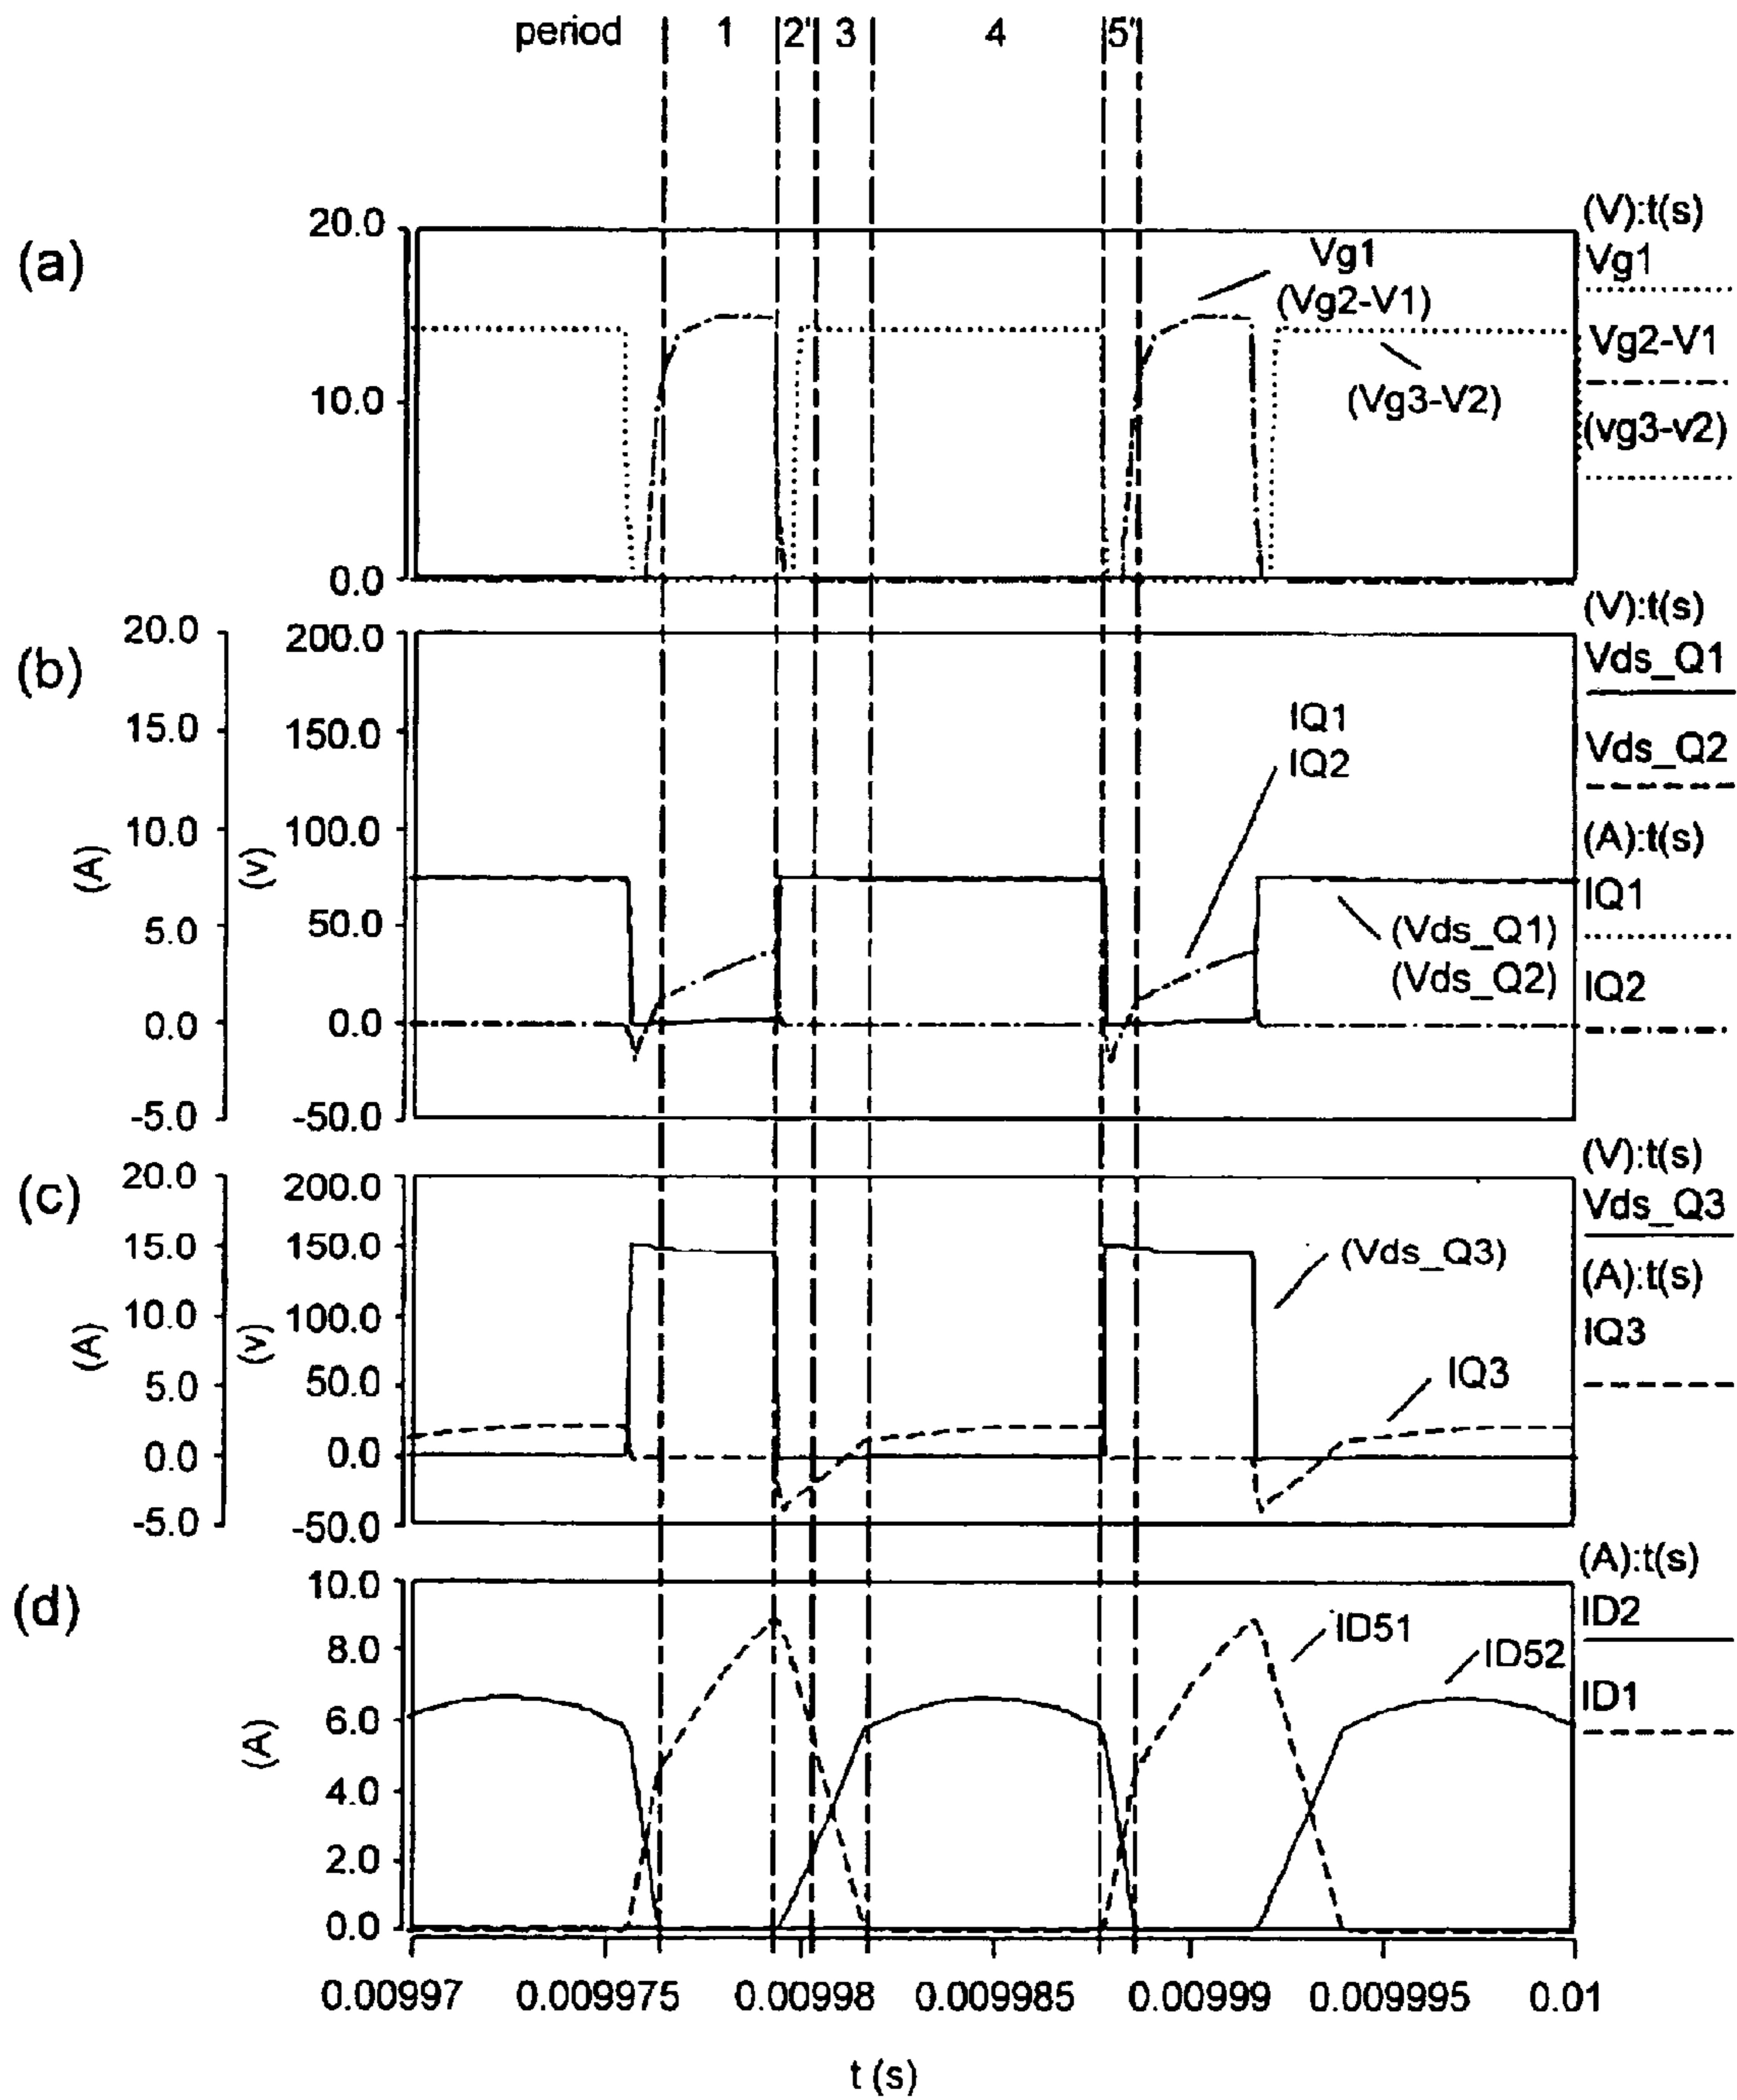 period 1 2' 3 4 5'
(a)
20.0
10.0
0.0
Vg1
(Vg2-V1)
(Vg3-V2)
(V):t(s)
Vg1
Vg2-V1
(vg3-v2)
(b)
(A)
20.0
15.0
10.0
5.0
0.0
-5.0
(v)
200.0
150.0
100.0
50.0
0.0
-50.0
IQ1
IQ2
(Vds_Q1)
(Vds_Q2)
(V):t(s)
Vds_Q1
Vds_Q2
(A):t(s)
IQ1
IQ2
(c)
(A)
20.0
15.0
10.0
5.0
0.0
-5.0
(v)
200.0
150.0
100.0
50.0
0.0
-50.0
(Vds_Q3)
IQ3
(V):t(s)
Vds_Q3
(A):t(s)
IQ3
(d)
(A)
10.0
8.0
6.0
4.0
2.0
0.0
ID51
ID52
(A):t(s)
ID2
ID1
0.00997 0.009975 0.00998 0.009985 0.00999 0.009995 0.01
t (s)